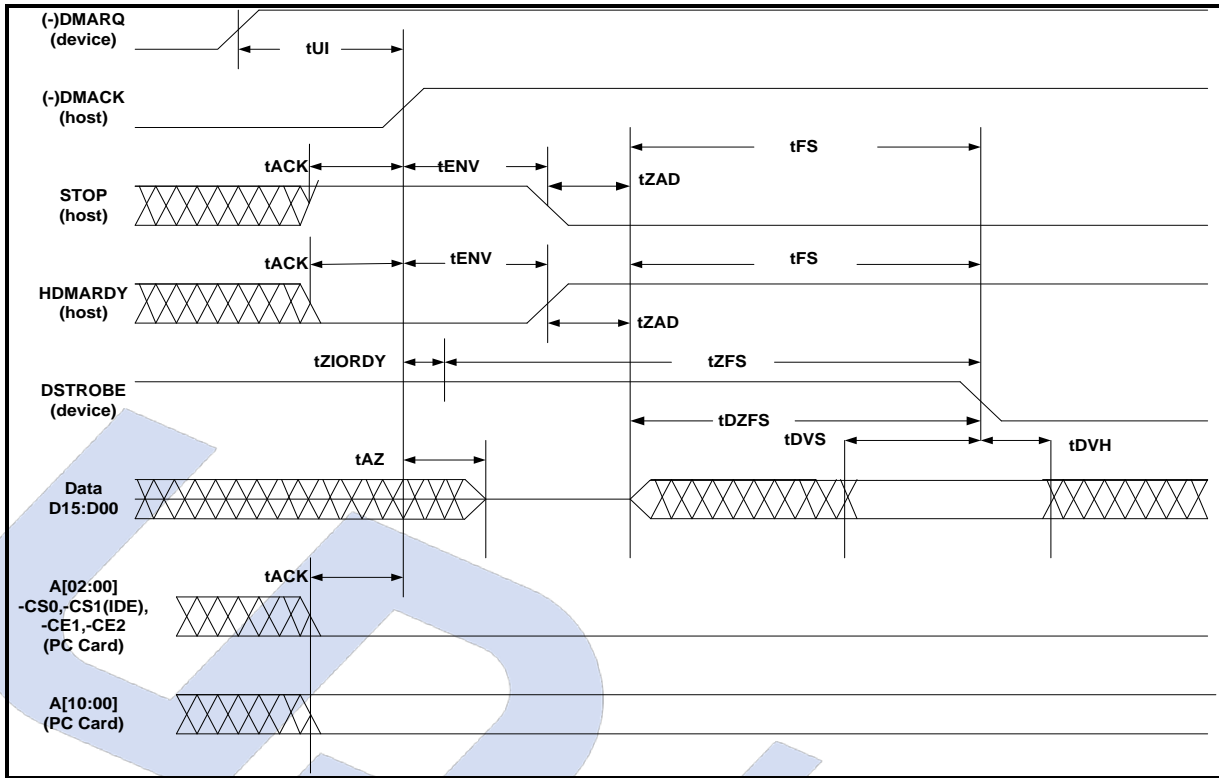 (-)DMARQ
(device)
tUI
(-)DMACK
(host)
tFS
tACK
tENV
tZAD
STOP
(host)
tACK
tENV
tFS
HDMARDY
(host)
tZAD
tZIORDY
tZFS
DSTROBE
(device)
tDZFS
tDVS
tDVH
tAZ
Data
D15:D00
tACK
A[02:00]
-CS0,-CS1(IDE),
-CE1,-CE2
(PC Card)
A[10:00]
(PC Card)